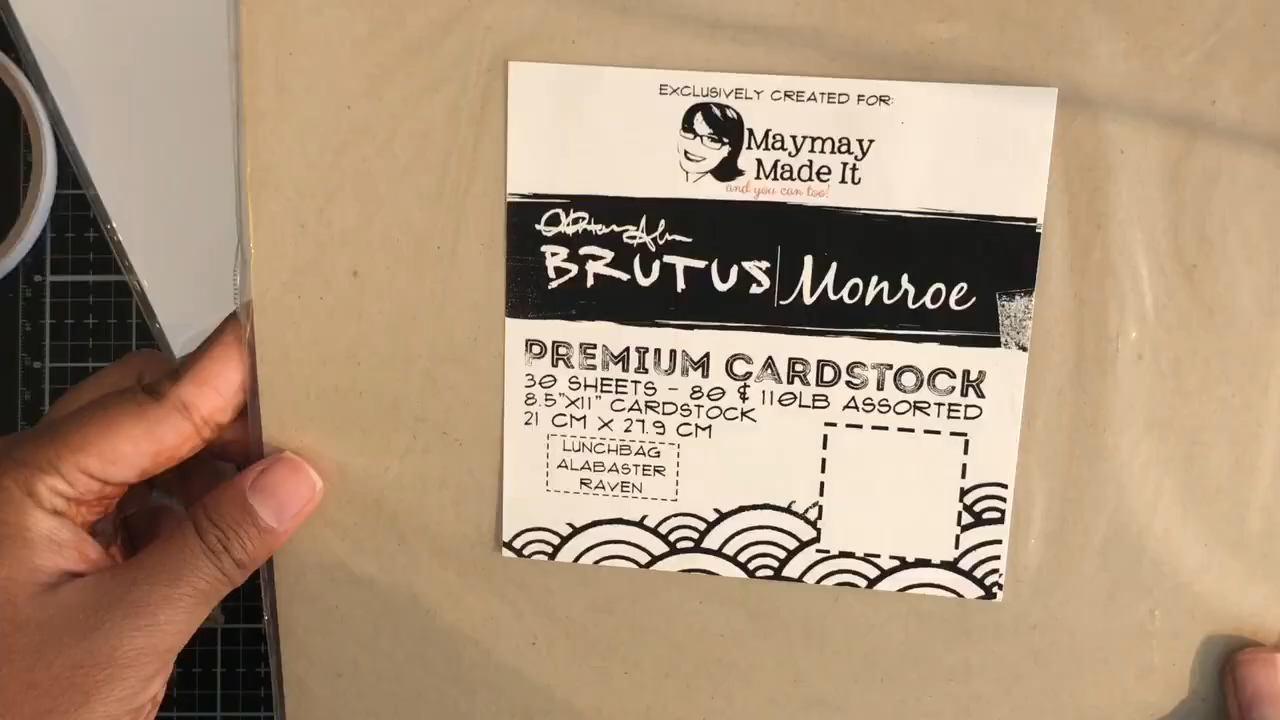 EXCLUSIVELY CREATED FOR:
Maymay
Made It
and you can too!
BRUTUS Monroe
PREMIUM CARDSTOCK
30 SHEETS - 80 & 110LB ASSORTED
8.5"X11" CARDSTOCK
21 CM X 27.9 CM
LUNCHBAG
ALABASTER
RAVEN